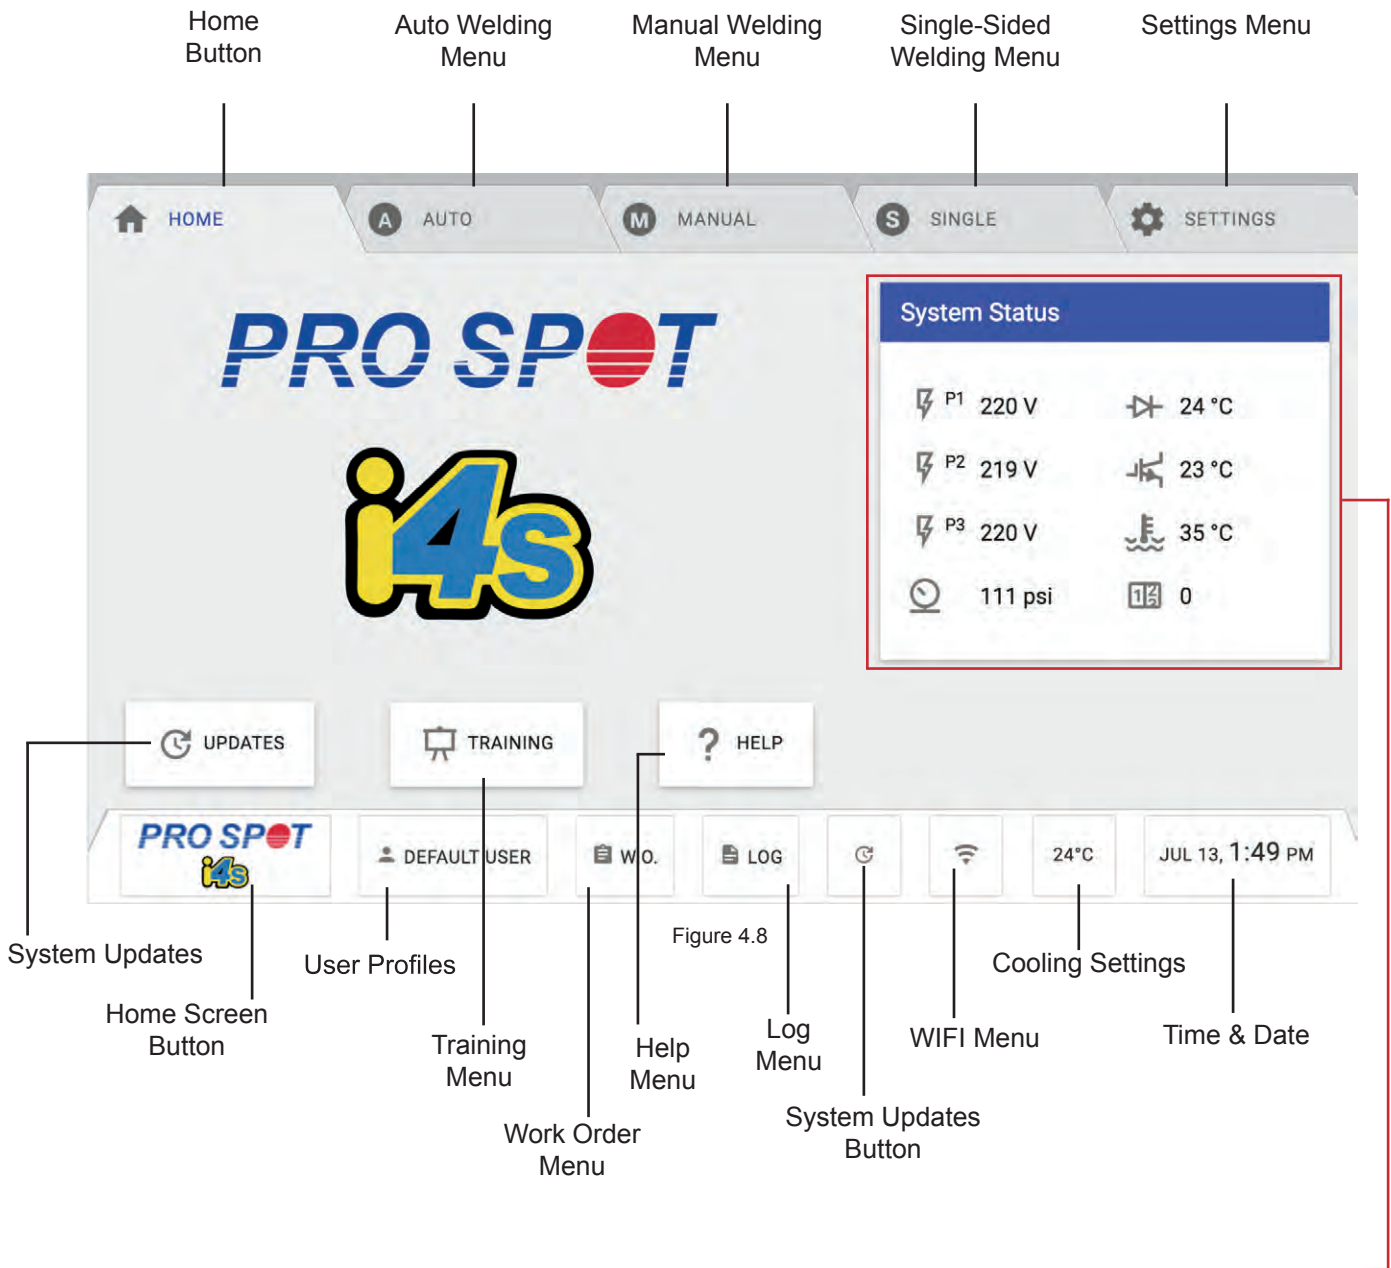 Home
Button
Auto Welding
Menu
Manual Welding
Menu
Single-Sided
Welding Menu
Settings Menu
HOME
A AUTO
M MANUAL
S SINGLE
SETTINGS
PRO SPOT
i4s
System Status
P1 220 V
24 °C
P2 219 V
23 °C
P3 220 V
35 °C
111 psi
0
UPDATES
TRAINING
? HELP
PRO SPOT
i4s
DEFAULT USER
W.O.
LOG
24°C
JUL 13, 1:49 PM
Figure 4.8
System Updates
User Profiles
Cooling Settings
Home Screen
Button
Training
Menu
Help
Menu
Log
Menu
WIFI Menu
Time & Date
Work Order
Menu
System Updates
Button